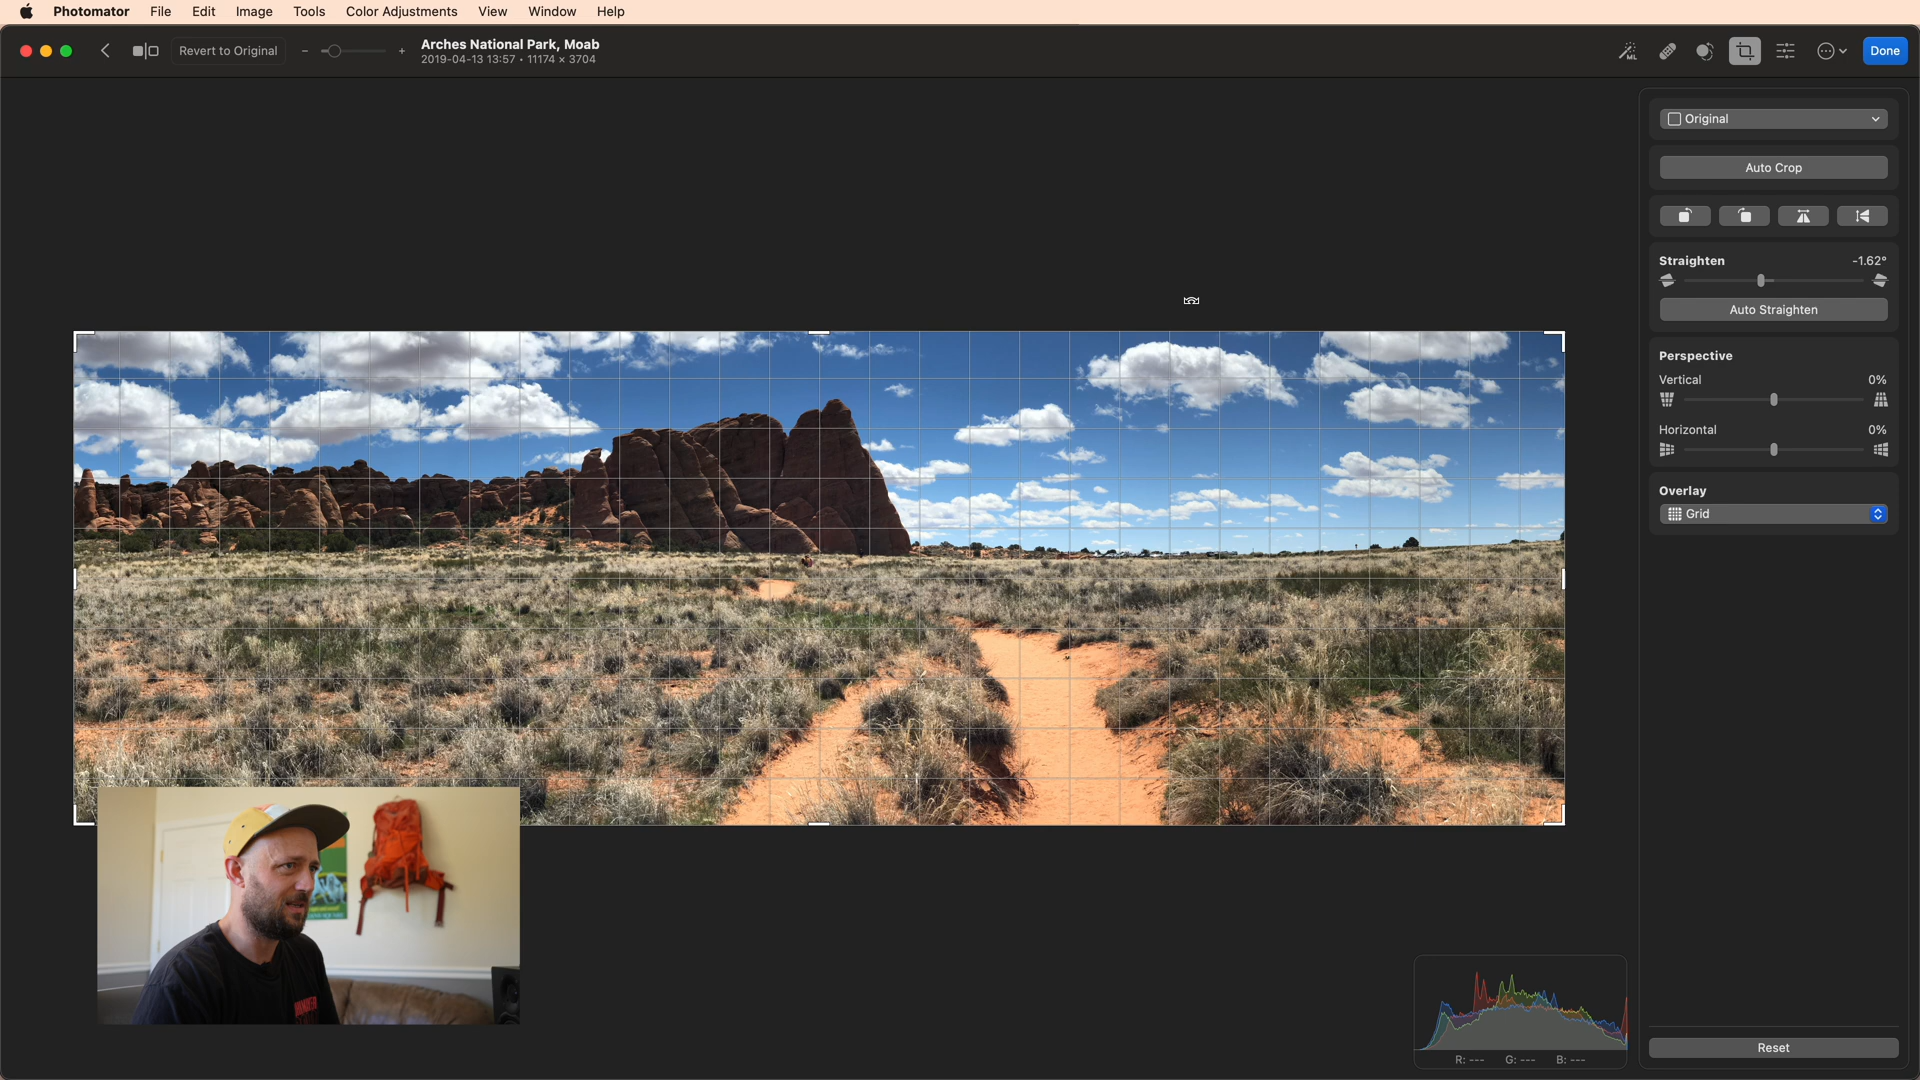 Photomator File Edit Image Tools Color Adjustments View Window Help
Revert to Original
Arches National Park, Moab
2019-04-13 13:57 • 11174 × 3704
ML
Done
Original
Auto Crop
Straighten -1.62°
Auto Straighten
Perspective
Vertical 0%
Horizontal 0%
Overlay
Grid
R: --- G: --- B: ---
Reset